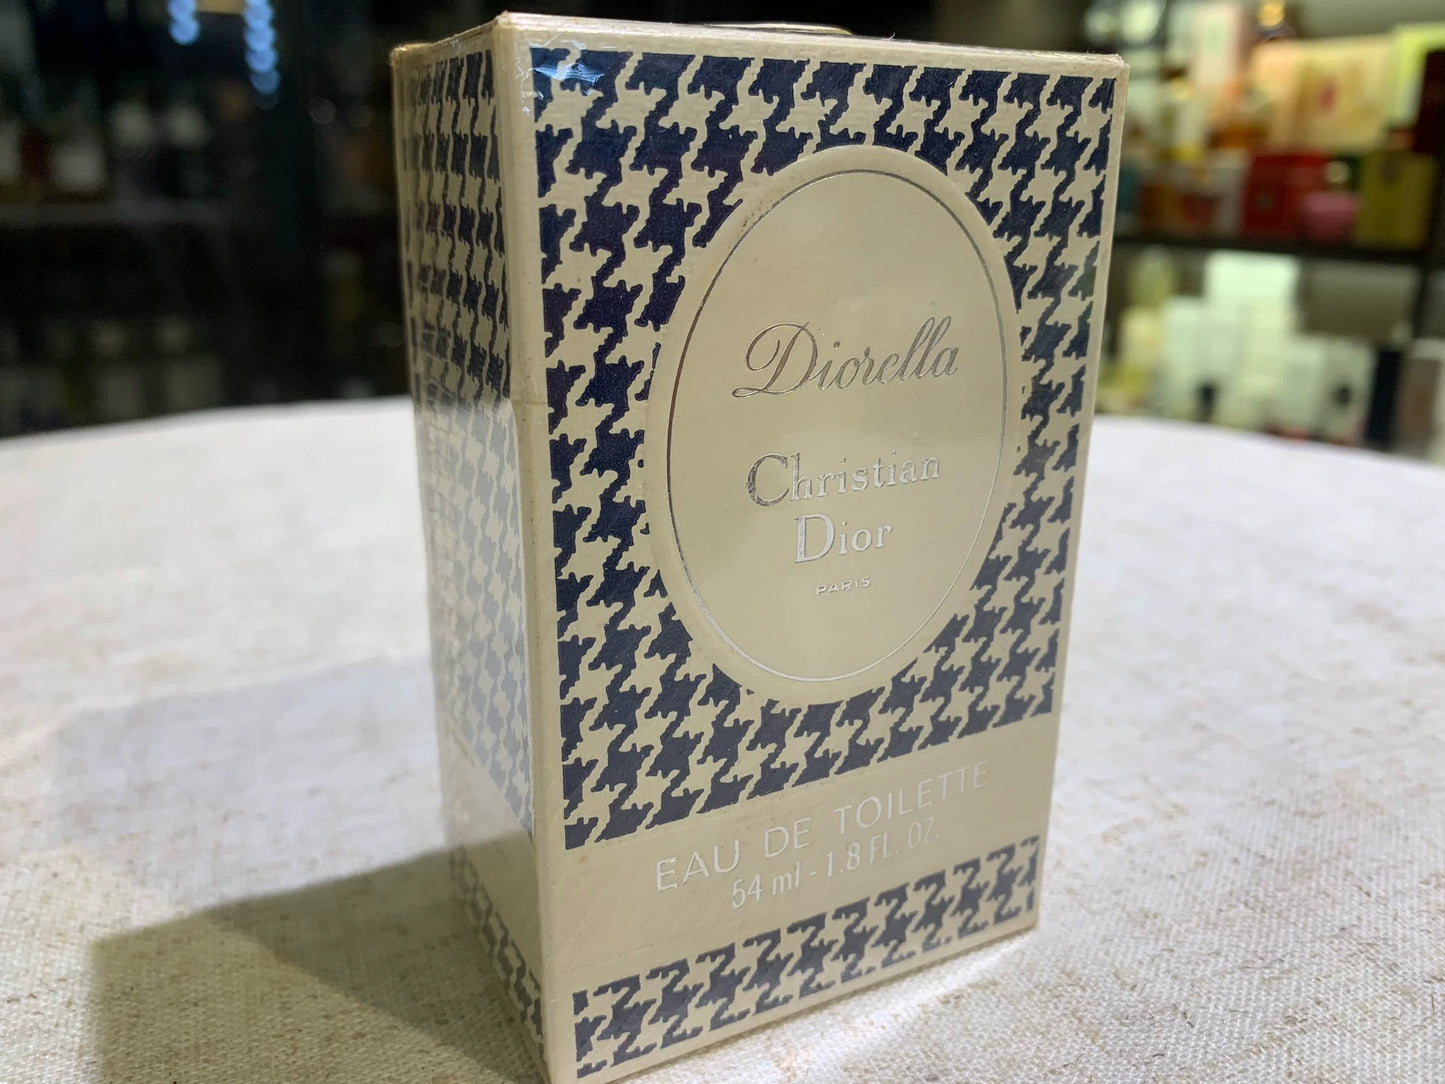 Diorella
Christian
Dior
PARIS
EAU DE TOILETTE
54 ml - 1.8 FL. OZ.